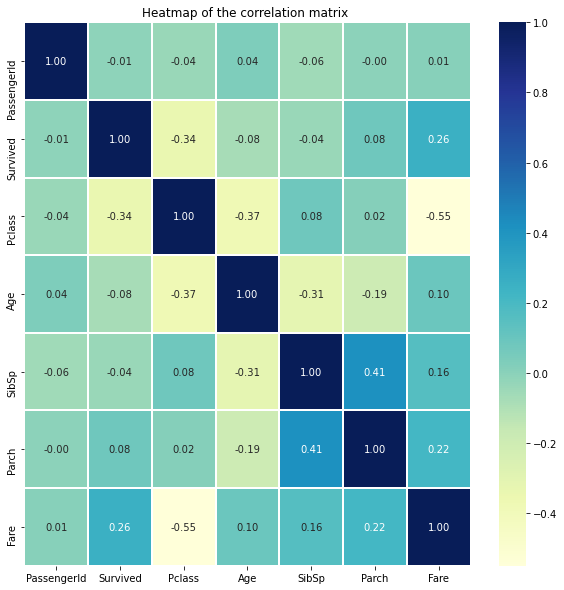 Heatmap of the correlation matrix
PassengerId 1.00 -0.01 -0.04 0.04 -0.06 -0.00 0.01
Survived -0.01 1.00 -0.34 -0.08 -0.04 0.08 0.26
Pclass -0.04 -0.34 1.00 -0.37 0.08 0.02 -0.55
Age 0.04 -0.08 -0.37 1.00 -0.31 -0.19 0.10
SibSp -0.06 -0.04 0.08 -0.31 1.00 0.41 0.16
Parch -0.00 0.08 0.02 -0.19 0.41 1.00 0.22
Fare 0.01 0.26 -0.55 0.10 0.16 0.22 1.00
PassengerId Survived Pclass Age SibSp Parch Fare
1.0
0.8
0.6
0.4
0.2
0.0
−0.2
−0.4